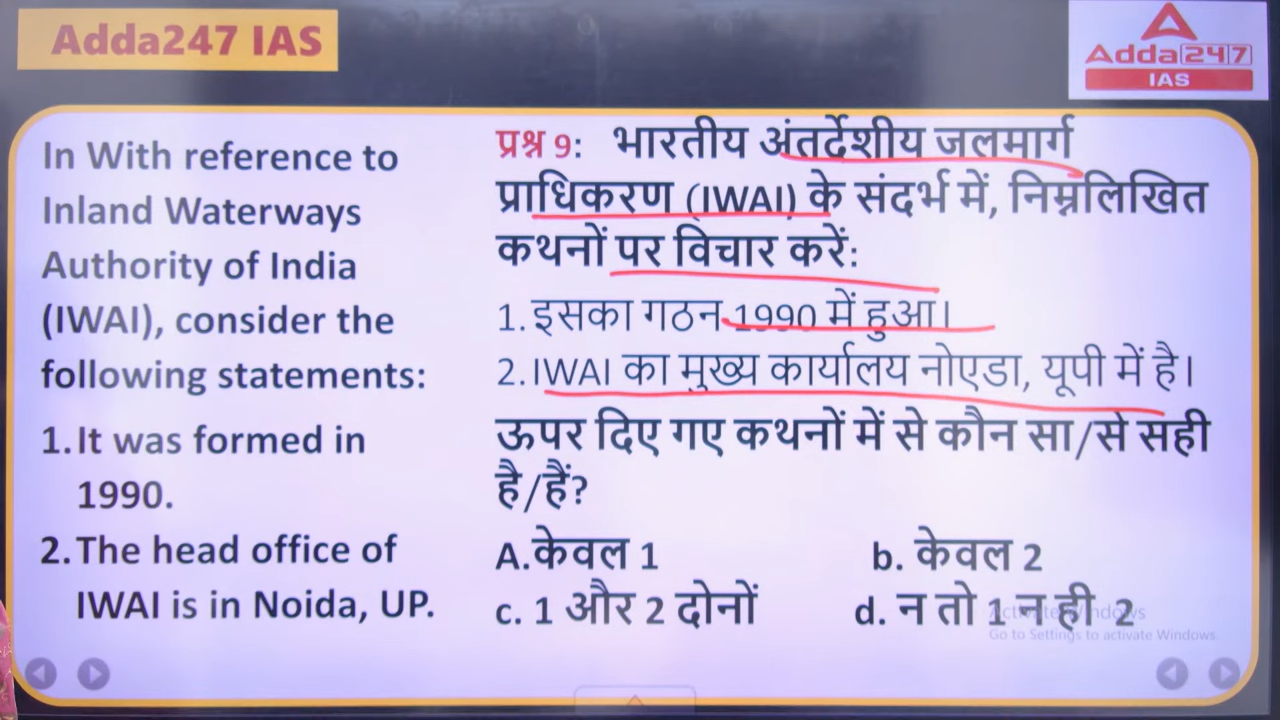 Adda247 IAS
Adda247
IAS
In With reference to
Inland Waterways
Authority of India
(IWAI), consider the
following statements:
1. It was formed in
1990.
2. The head office of
IWAI is in Noida, UP.
प्रश्न 9: भारतीय अंतर्देशीय जलमार्ग
प्राधिकरण (IWAI) के संदर्भ में, निम्नलिखित
कथनों पर विचार करें:
1. इसका गठन 1990 में हुआ।
2. IWAI का मुख्य कार्यालय नोएडा, यूपी में है।
ऊपर दिए गए कथनों में से कौन सा/से सही
है/हैं?
A. केवल 1 b. केवल 2
c. 1 और 2 दोनों d. न तो 1 न ही 2
Activate Windows
Go to Settings to activate Windows.